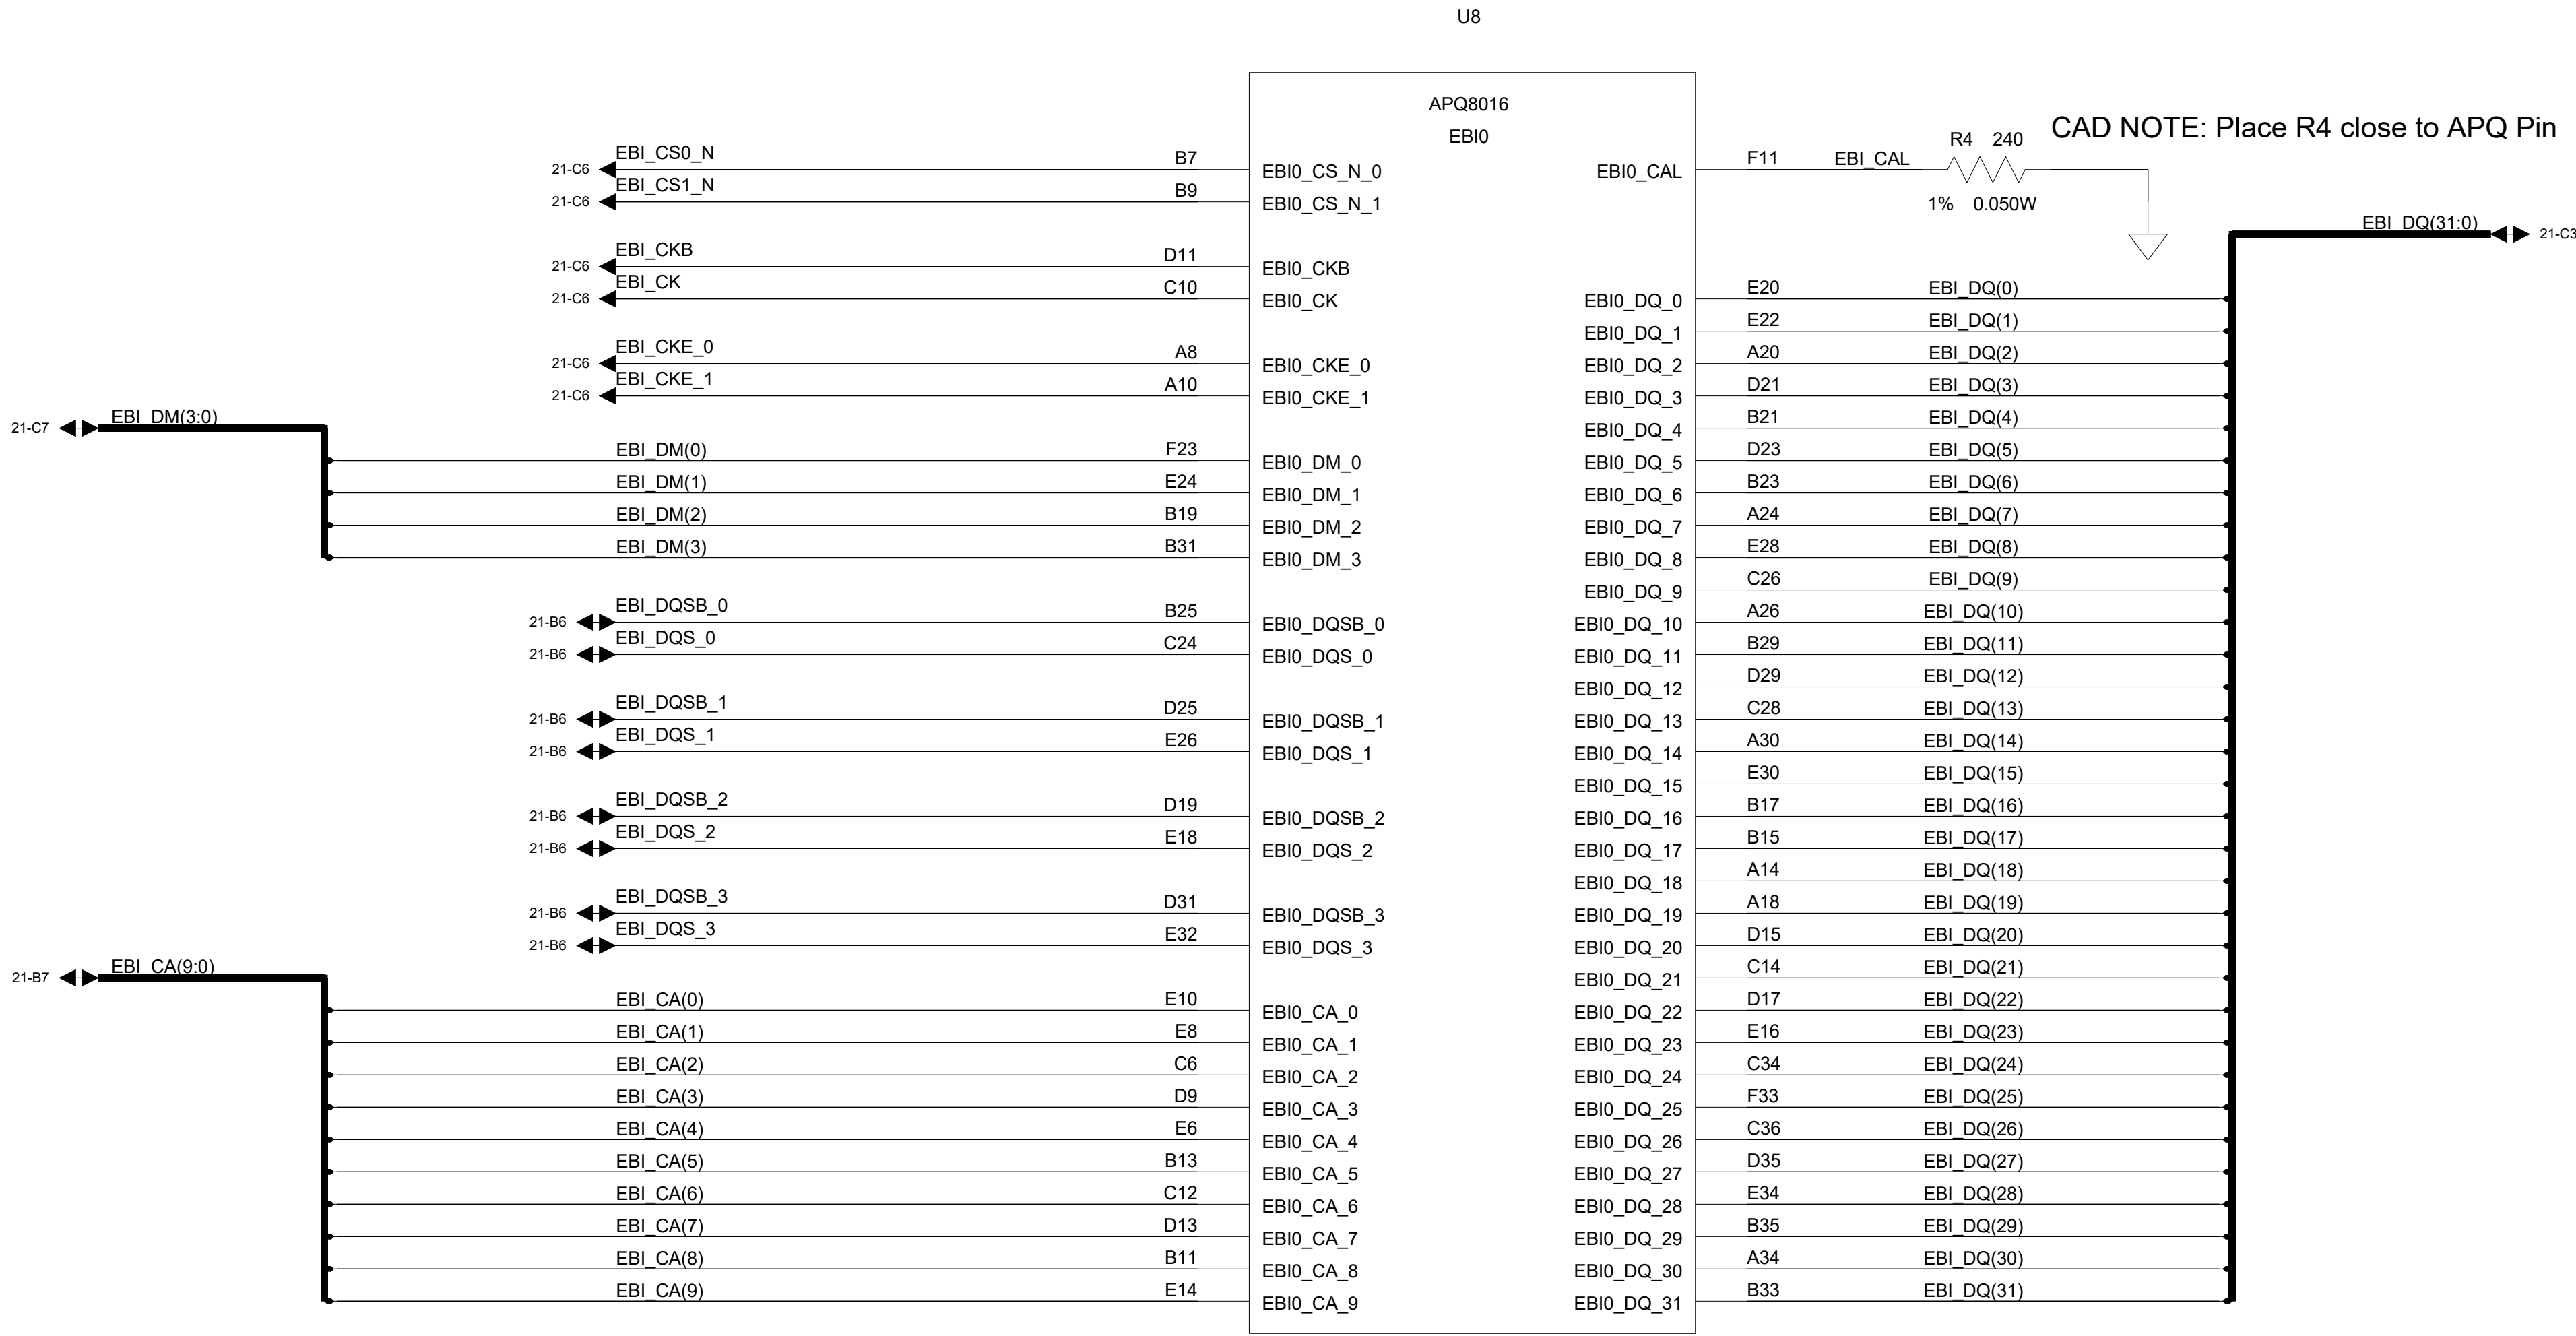 U8
APQ8016
EBI0
CAD NOTE: Place R4 close to APQ Pin
R4 240
1% 0.050W
21-C6 EBI_CS0_N B7 EBI0_CS_N_0
21-C6 EBI_CS1_N B9 EBI0_CS_N_1
21-C6 EBI_CKB D11 EBI0_CKB
21-C6 EBI_CK C10 EBI0_CK
21-C6 EBI_CKE_0 A8 EBI0_CKE_0
21-C6 EBI_CKE_1 A10 EBI0_CKE_1
21-C7 EBI_DM(3:0)
EBI_DM(0) F23 EBI0_DM_0
EBI_DM(1) E24 EBI0_DM_1
EBI_DM(2) B19 EBI0_DM_2
EBI_DM(3) B31 EBI0_DM_3
21-B6 EBI_DQSB_0 B25 EBI0_DQSB_0
21-B6 EBI_DQS_0 C24 EBI0_DQS_0
21-B6 EBI_DQSB_1 D25 EBI0_DQSB_1
21-B6 EBI_DQS_1 E26 EBI0_DQS_1
21-B6 EBI_DQSB_2 D19 EBI0_DQSB_2
21-B6 EBI_DQS_2 E18 EBI0_DQS_2
21-B6 EBI_DQSB_3 D31 EBI0_DQSB_3
21-B6 EBI_DQS_3 E32 EBI0_DQS_3
21-B7 EBI_CA(9:0)
EBI_CA(0) E10 EBI0_CA_0
EBI_CA(1) E8 EBI0_CA_1
EBI_CA(2) C6 EBI0_CA_2
EBI_CA(3) D9 EBI0_CA_3
EBI_CA(4) E6 EBI0_CA_4
EBI_CA(5) B13 EBI0_CA_5
EBI_CA(6) C12 EBI0_CA_6
EBI_CA(7) D13 EBI0_CA_7
EBI_CA(8) B11 EBI0_CA_8
EBI_CA(9) E14 EBI0_CA_9
EBI0_CAL F11 EBI_CAL
EBI_DQ(31:0) 21-C3
EBI0_DQ_0 E20 EBI_DQ(0)
EBI0_DQ_1 E22 EBI_DQ(1)
EBI0_DQ_2 A20 EBI_DQ(2)
EBI0_DQ_3 D21 EBI_DQ(3)
EBI0_DQ_4 B21 EBI_DQ(4)
EBI0_DQ_5 D23 EBI_DQ(5)
EBI0_DQ_6 B23 EBI_DQ(6)
EBI0_DQ_7 A24 EBI_DQ(7)
EBI0_DQ_8 E28 EBI_DQ(8)
EBI0_DQ_9 C26 EBI_DQ(9)
EBI0_DQ_10 A26 EBI_DQ(10)
EBI0_DQ_11 B29 EBI_DQ(11)
EBI0_DQ_12 D29 EBI_DQ(12)
EBI0_DQ_13 C28 EBI_DQ(13)
EBI0_DQ_14 A30 EBI_DQ(14)
EBI0_DQ_15 E30 EBI_DQ(15)
EBI0_DQ_16 B17 EBI_DQ(16)
EBI0_DQ_17 B15 EBI_DQ(17)
EBI0_DQ_18 A14 EBI_DQ(18)
EBI0_DQ_19 A18 EBI_DQ(19)
EBI0_DQ_20 D15 EBI_DQ(20)
EBI0_DQ_21 C14 EBI_DQ(21)
EBI0_DQ_22 D17 EBI_DQ(22)
EBI0_DQ_23 E16 EBI_DQ(23)
EBI0_DQ_24 C34 EBI_DQ(24)
EBI0_DQ_25 F33 EBI_DQ(25)
EBI0_DQ_26 C36 EBI_DQ(26)
EBI0_DQ_27 D35 EBI_DQ(27)
EBI0_DQ_28 E34 EBI_DQ(28)
EBI0_DQ_29 B35 EBI_DQ(29)
EBI0_DQ_30 A34 EBI_DQ(30)
EBI0_DQ_31 B33 EBI_DQ(31)